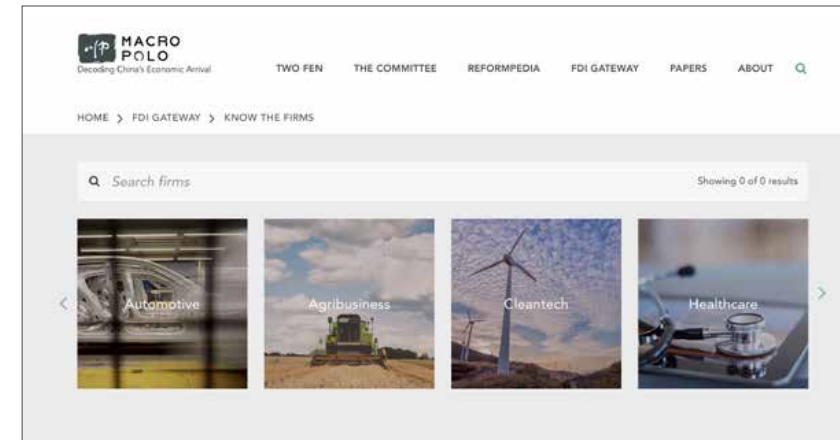 MACRO
POLO
Decoding China's Economic Arrival
TWO FEN THE COMMITTEE REFORMPEDIA FDI GATEWAY PAPERS ABOUT
HOME > FDI GATEWAY > KNOW THE FIRMS
Search firms Showing 0 of 0 results
Automotive Agribusiness Cleantech Healthcare